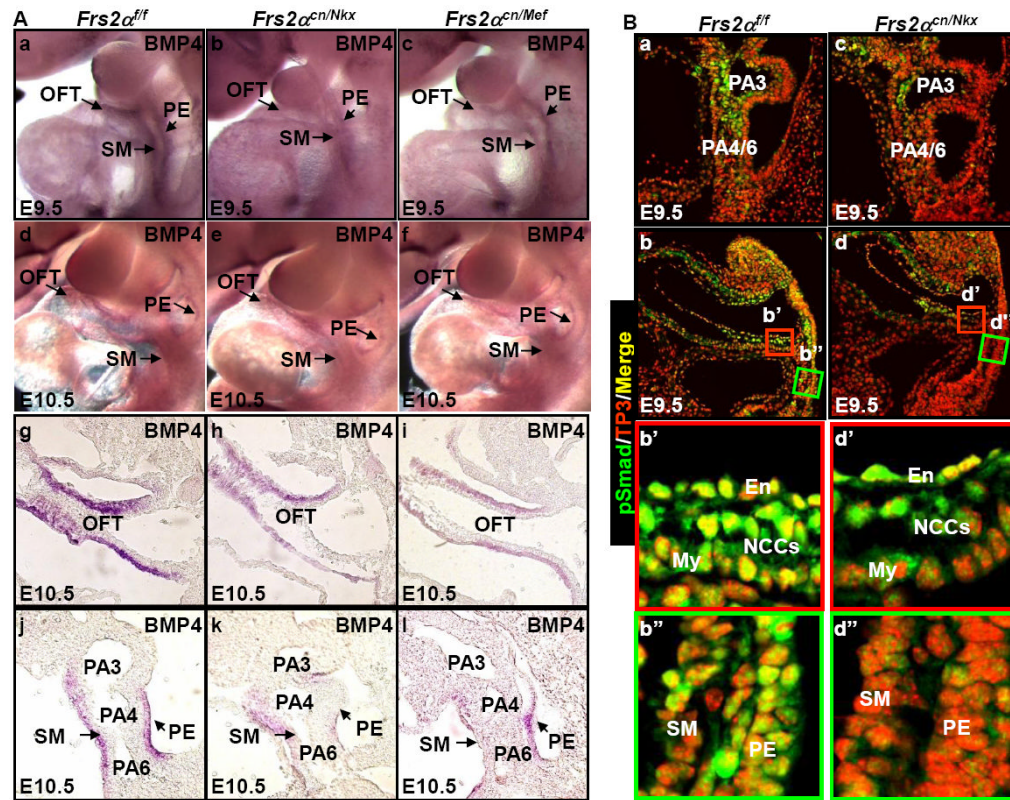 A
Frs2α^f/f
Frs2α^cn/Nkx
Frs2α^cn/Mef
a
BMP4
OFT
PE
SM
E9.5
b
BMP4
OFT
PE
SM
E9.5
c
BMP4
OFT
PE
SM
E9.5
d
BMP4
OFT
PE
SM
E10.5
e
BMP4
OFT
PE
SM
E10.5
f
BMP4
OFT
PE
SM
E10.5
g
BMP4
OFT
E10.5
h
BMP4
OFT
E10.5
i
BMP4
OFT
E10.5
j
BMP4
PA3
PA4
SM
PE
PA6
E10.5
k
BMP4
PA3
PA4
SM
PE
PA6
E10.5
l
BMP4
PA3
PA4
SM
PE
PA6
E10.5
B
Frs2α^f/f
Frs2α^cn/Nkx
pSmad/TP3/Merge
a
PA3
PA4/6
E9.5
c
PA3
PA4/6
E9.5
b
b’
b”
E9.5
d
d’
d"
E9.5
b’
En
NCCs
My
d’
En
NCCs
My
b”
SM
PE
d”
SM
PE